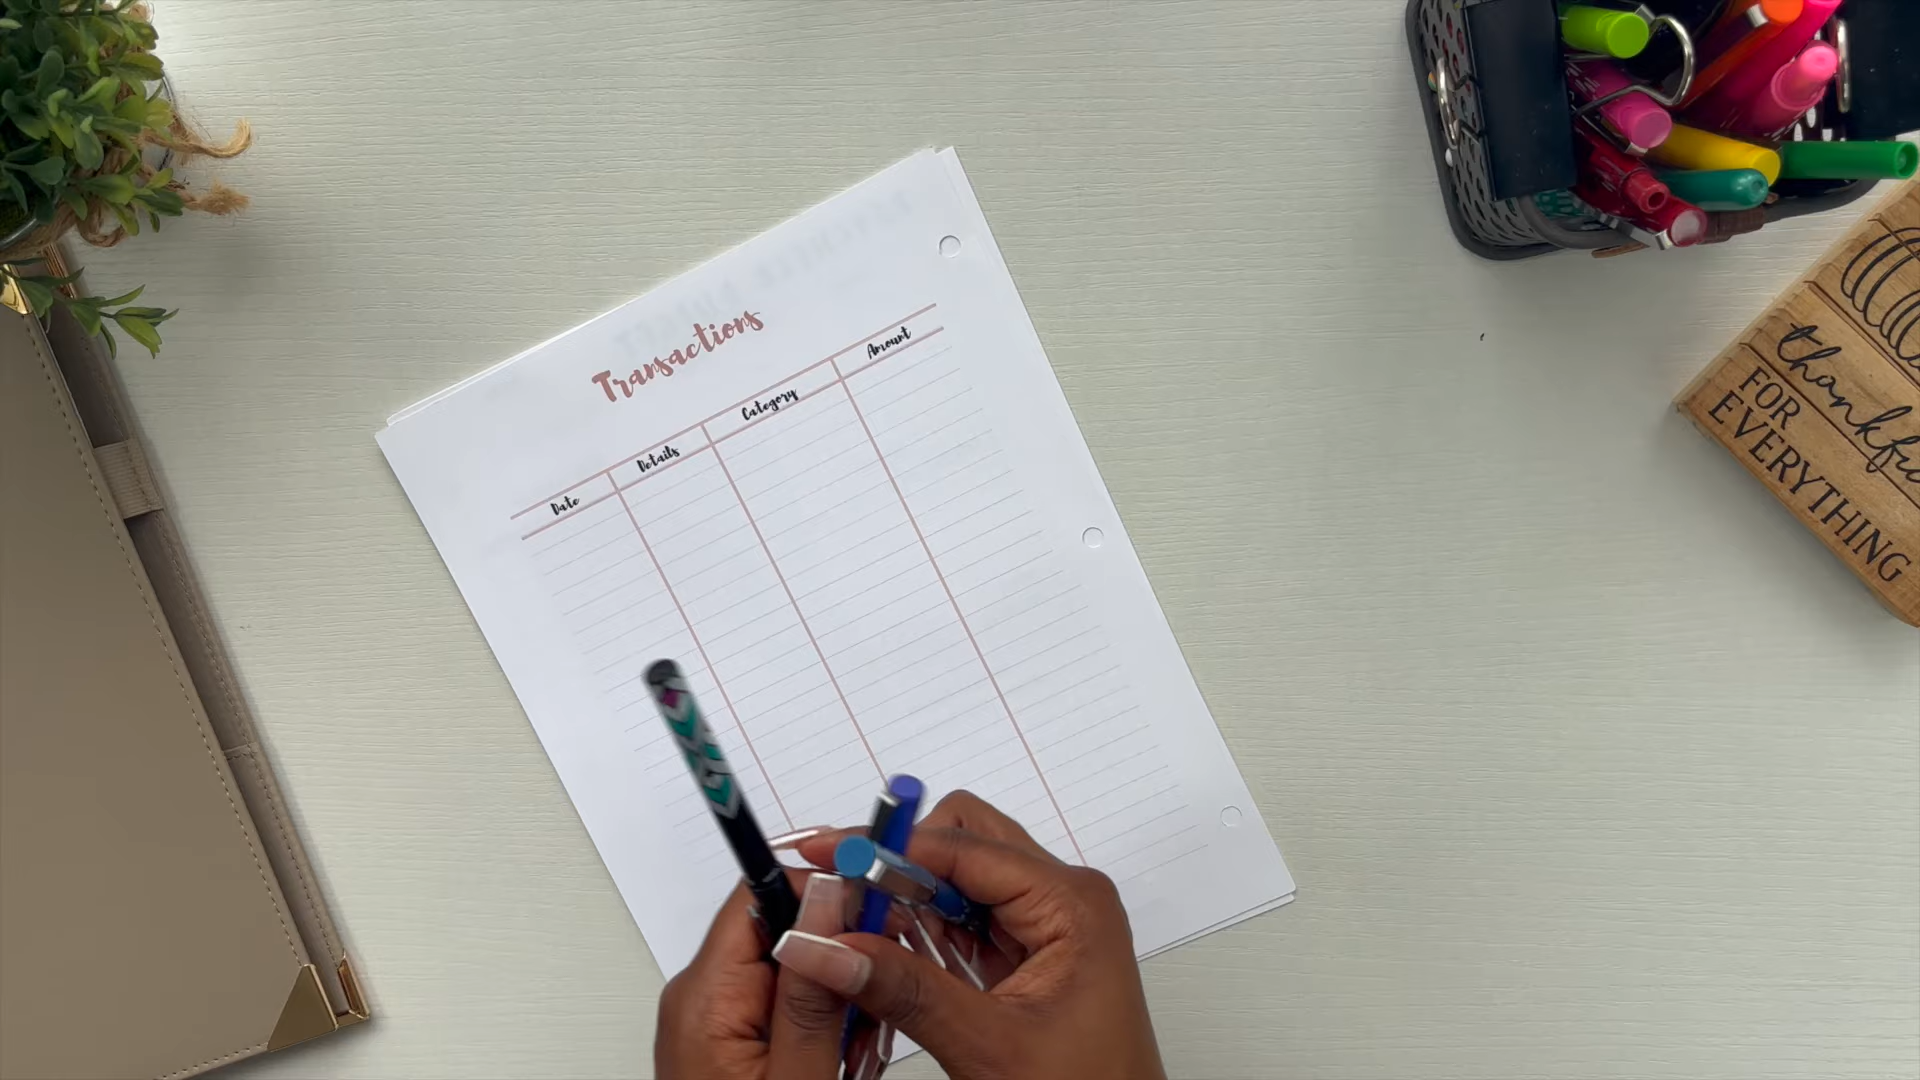 Transactions
Date Details Category Amount
thankful
FOR
EVERYTHING